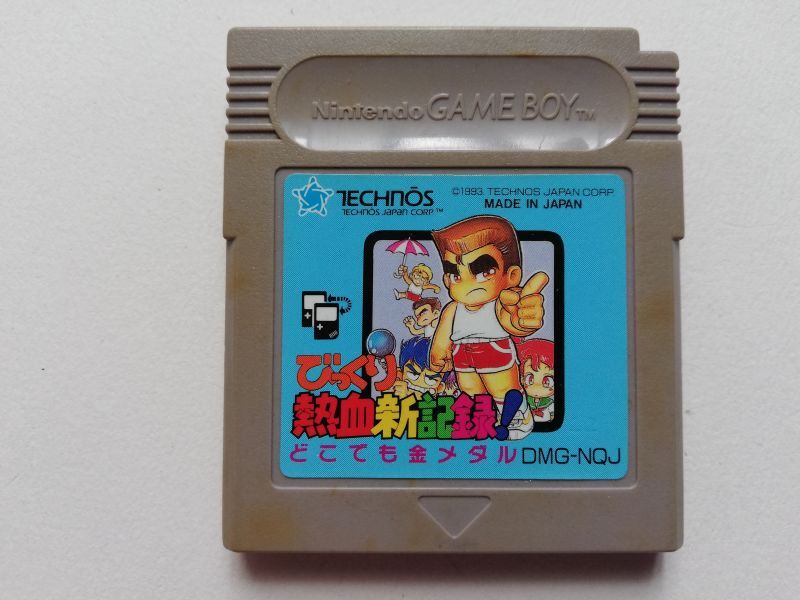 Nintendo GAME BOY TM
TECHNŌS
TECHNŌS JAPAN CORP.™
©1993 TECHNOS JAPAN CORP
MADE IN JAPAN
びっくり
熱血新記録!
どこでも金メダル DMG-NQJ